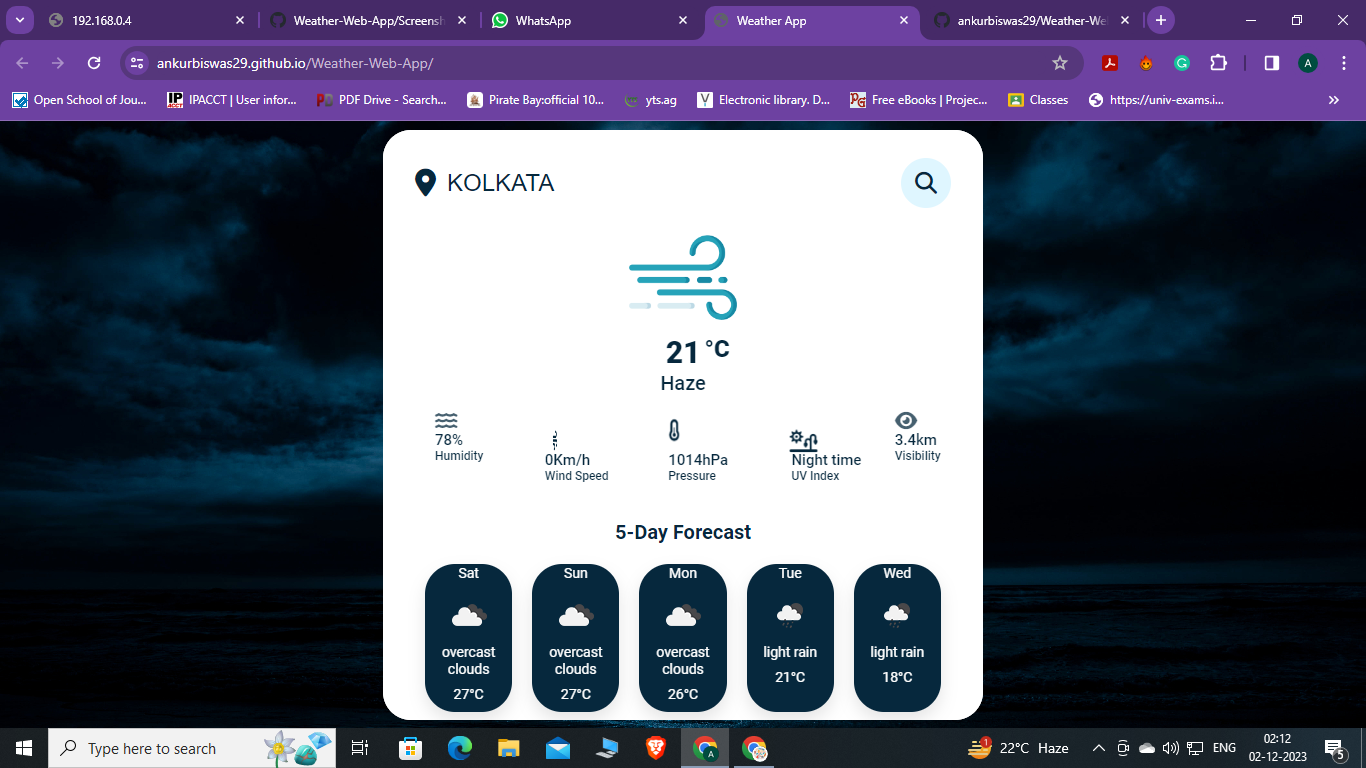 192.168.0.4
Weather-Web-App/Screensh
WhatsApp
Weather App
ankurbiswas29/Weather-We
ankurbiswas29.github.io/Weather-Web-App/
A
Open School of Jou...
IP IPACCT | User infor...
PDF Drive - Search...
Pirate Bay:official 10...
yts.ag
Electronic library. D...
Free eBooks | Projec...
Classes
https://univ-exams.i...
KOLKATA
21 °C
Haze
78%
Humidity
0Km/h
Wind Speed
1014hPa
Pressure
Night time
UV Index
3.4km
Visibility
5-Day Forecast
Sat
overcast
clouds
27°C
Sun
overcast
clouds
27°C
Mon
overcast
clouds
26°C
Tue
light rain
21°C
Wed
light rain
18°C
Type here to search
A
1
22°C Haze
ENG
02:12
02-12-2023
5